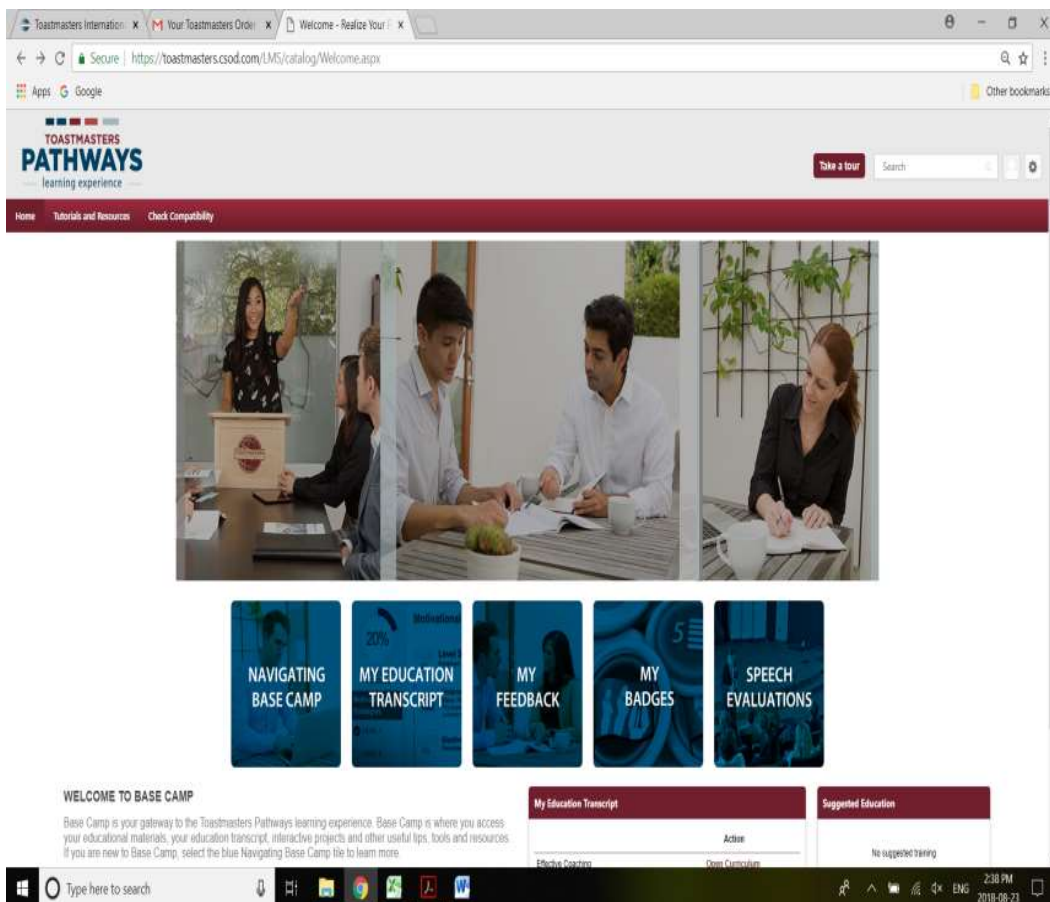 Toastmasters Internation
Your Toastmasters Order
Welcome - Realize Your P
Secure | https://toastmasters.csod.com/LMS/catalog/Welcome.aspx
Apps Google Other bookmarks
TOASTMASTERS
PATHWAYS
learning experience
Take a tour Search
Home Tutorials and Resources Check Compatibility
TOASTMASTERS
20% Motivational
5
NAVIGATING
BASE CAMP
MY EDUCATION
TRANSCRIPT
MY
FEEDBACK
MY
BADGES
SPEECH
EVALUATIONS
WELCOME TO BASE CAMP
Base Camp is your gateway to the Toastmasters Pathways learning experience. Base Camp is where you access
your educational materials, your education transcript, interactive projects and other useful tips, tools and resources.
If you are new to Base Camp, select the blue Navigating Base Camp tile to learn more.
My Education Transcript
Action
Effective Coaching Open Curriculum
Suggested Education
No suggested training
Type here to search
ENG 2:38 PM
2018-08-23